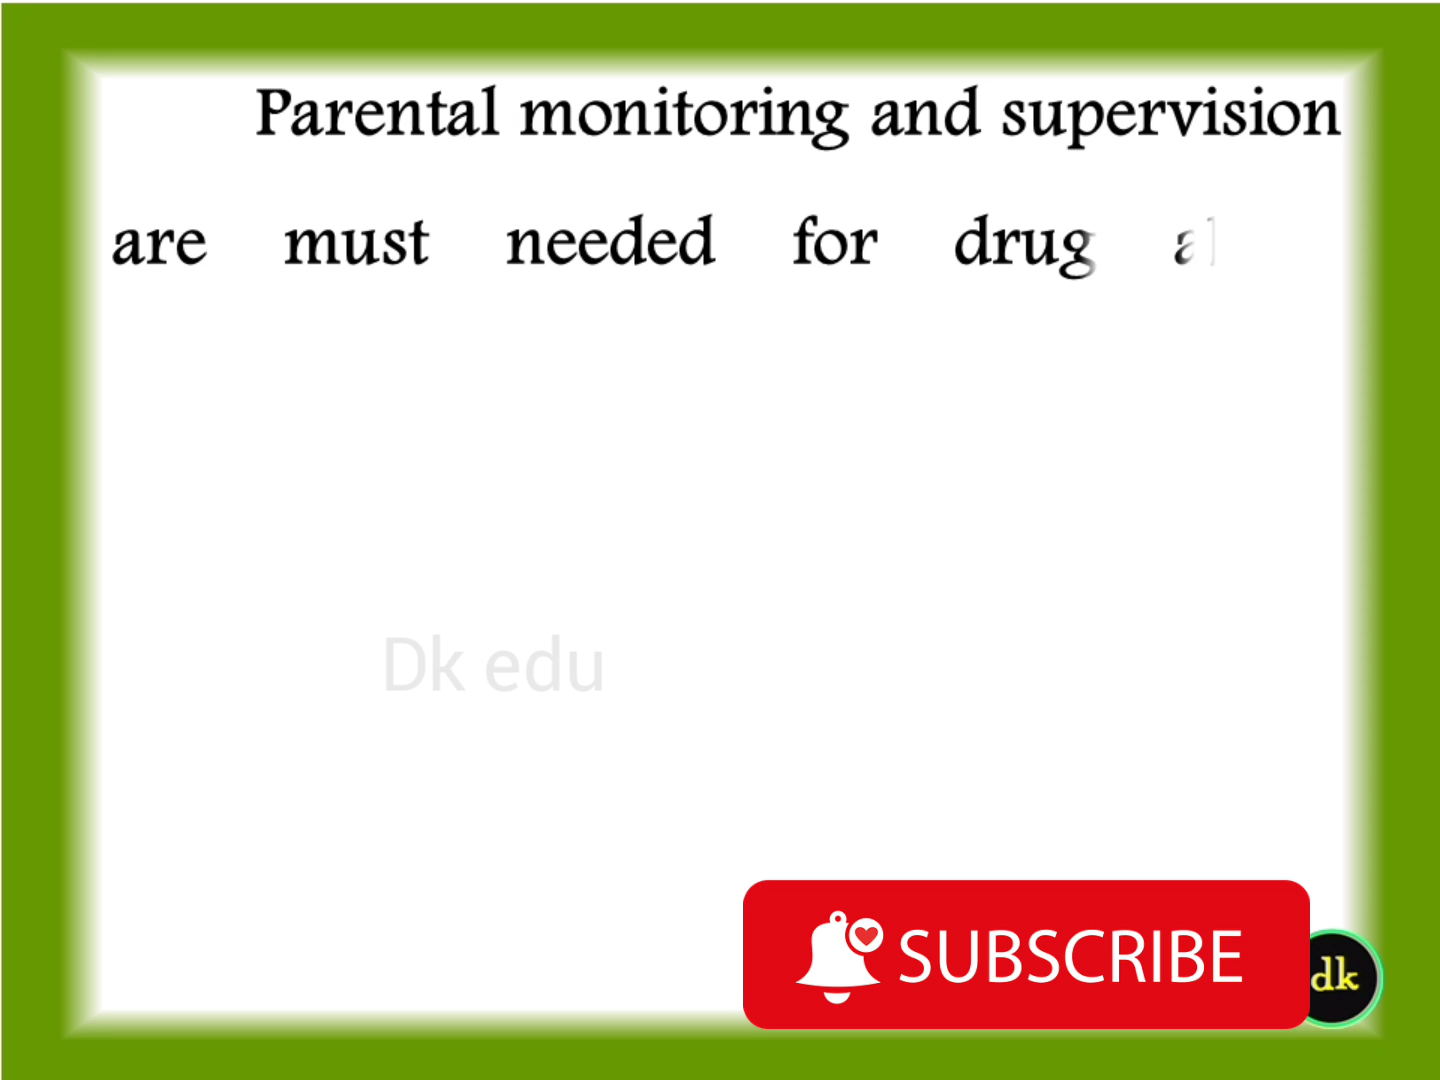 Parental monitoring and supervision
are must needed for drug
Dk edu
SUBSCRIBE
dk